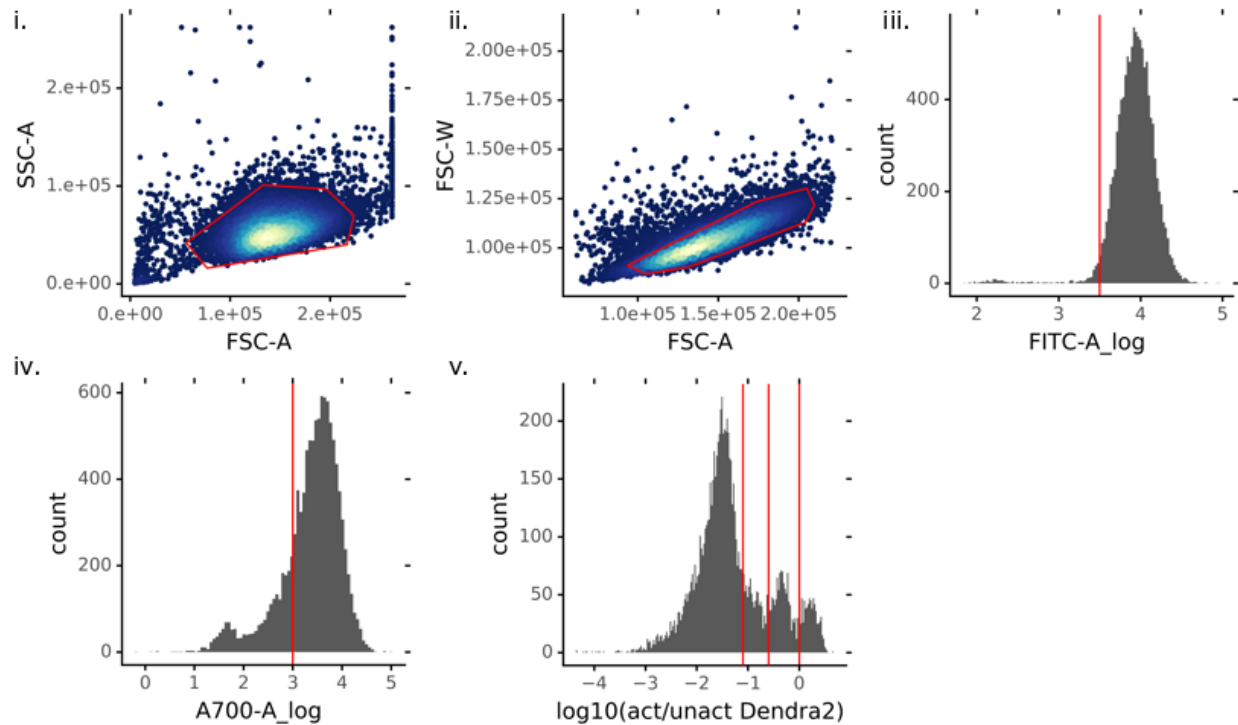 i.
SSC-A
2.e+05
1.e+05
0.e+00
0.e+00 1.e+05 2.e+05
FSC-A
ii.
FSC-W
2.00e+05
1.75e+05
1.50e+05
1.25e+05
1.00e+05
1.0e+05 1.5e+05 2.0e+05
FSC-A
iii.
count
400
200
0
2 3 4 5
FITC-A_log
iv.
count
600
400
200
0
0 1 2 3 4 5
A700-A_log
v.
count
200
150
100
50
0
−4 −3 −2 −1 0
log10(act/unact Dendra2)